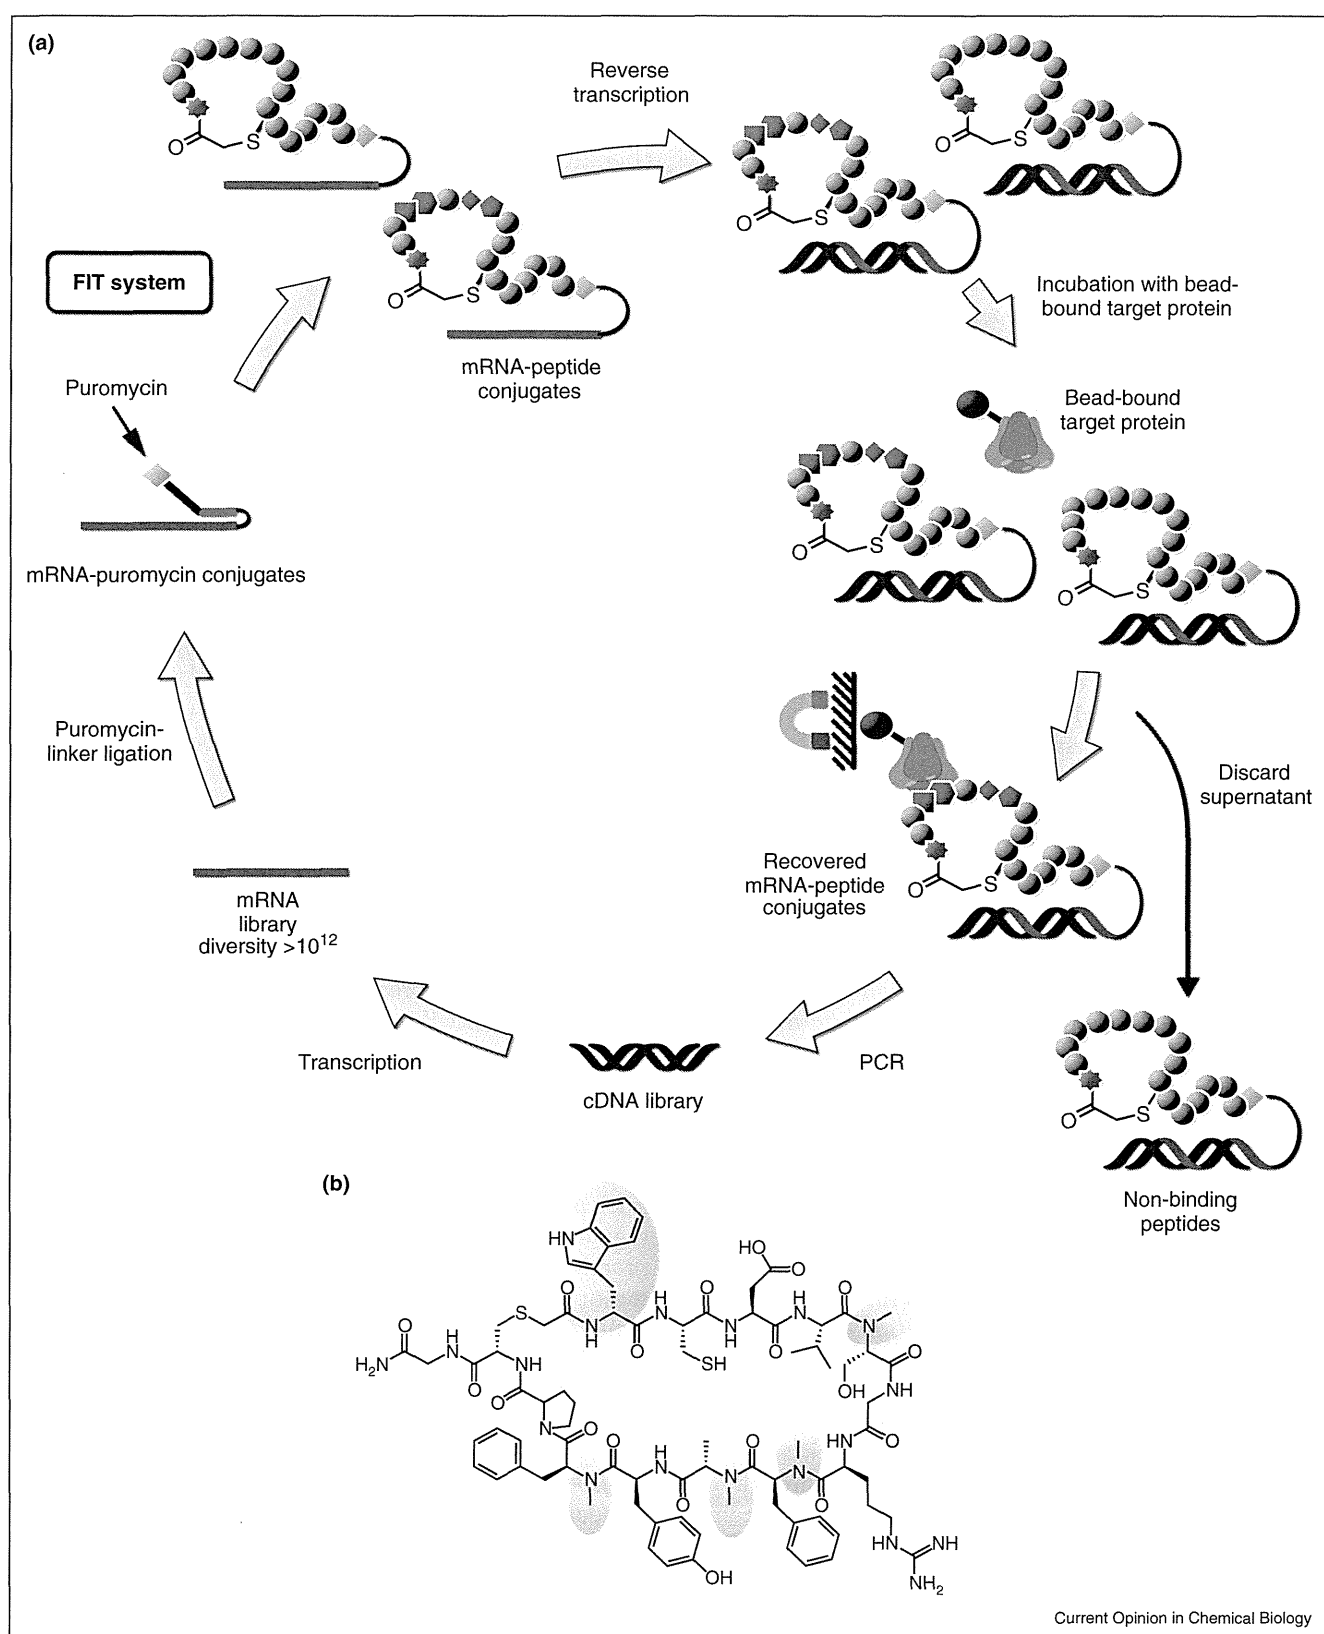 (a)
Reverse
transcription
O
S
O
S
O
S
O
S
FIT system
Incubation with bead-
bound target protein
mRNA-peptide
conjugates
Puromycin
Bead-bound
target protein
O
S
O
S
mRNA-puromycin conjugates
Puromycin-
linker ligation
Discard
supernatant
Recovered
mRNA-peptide
conjugates
O
S
mRNA
library
diversity >10¹²
Transcription
PCR
cDNA library
O
S
Non-binding
peptides
(b)
HN
HO
O
O
S
O
H
N
O
H
N
O
N
O
H
N
N
H
O
N
H
O
O
H₂N
O
NH
SH
OH
NH
O
O
N
O
O
H
N
O
N
HN
O
N
O
N
O
O
HN
NH
NH₂
OH
Current Opinion in Chemical Biology